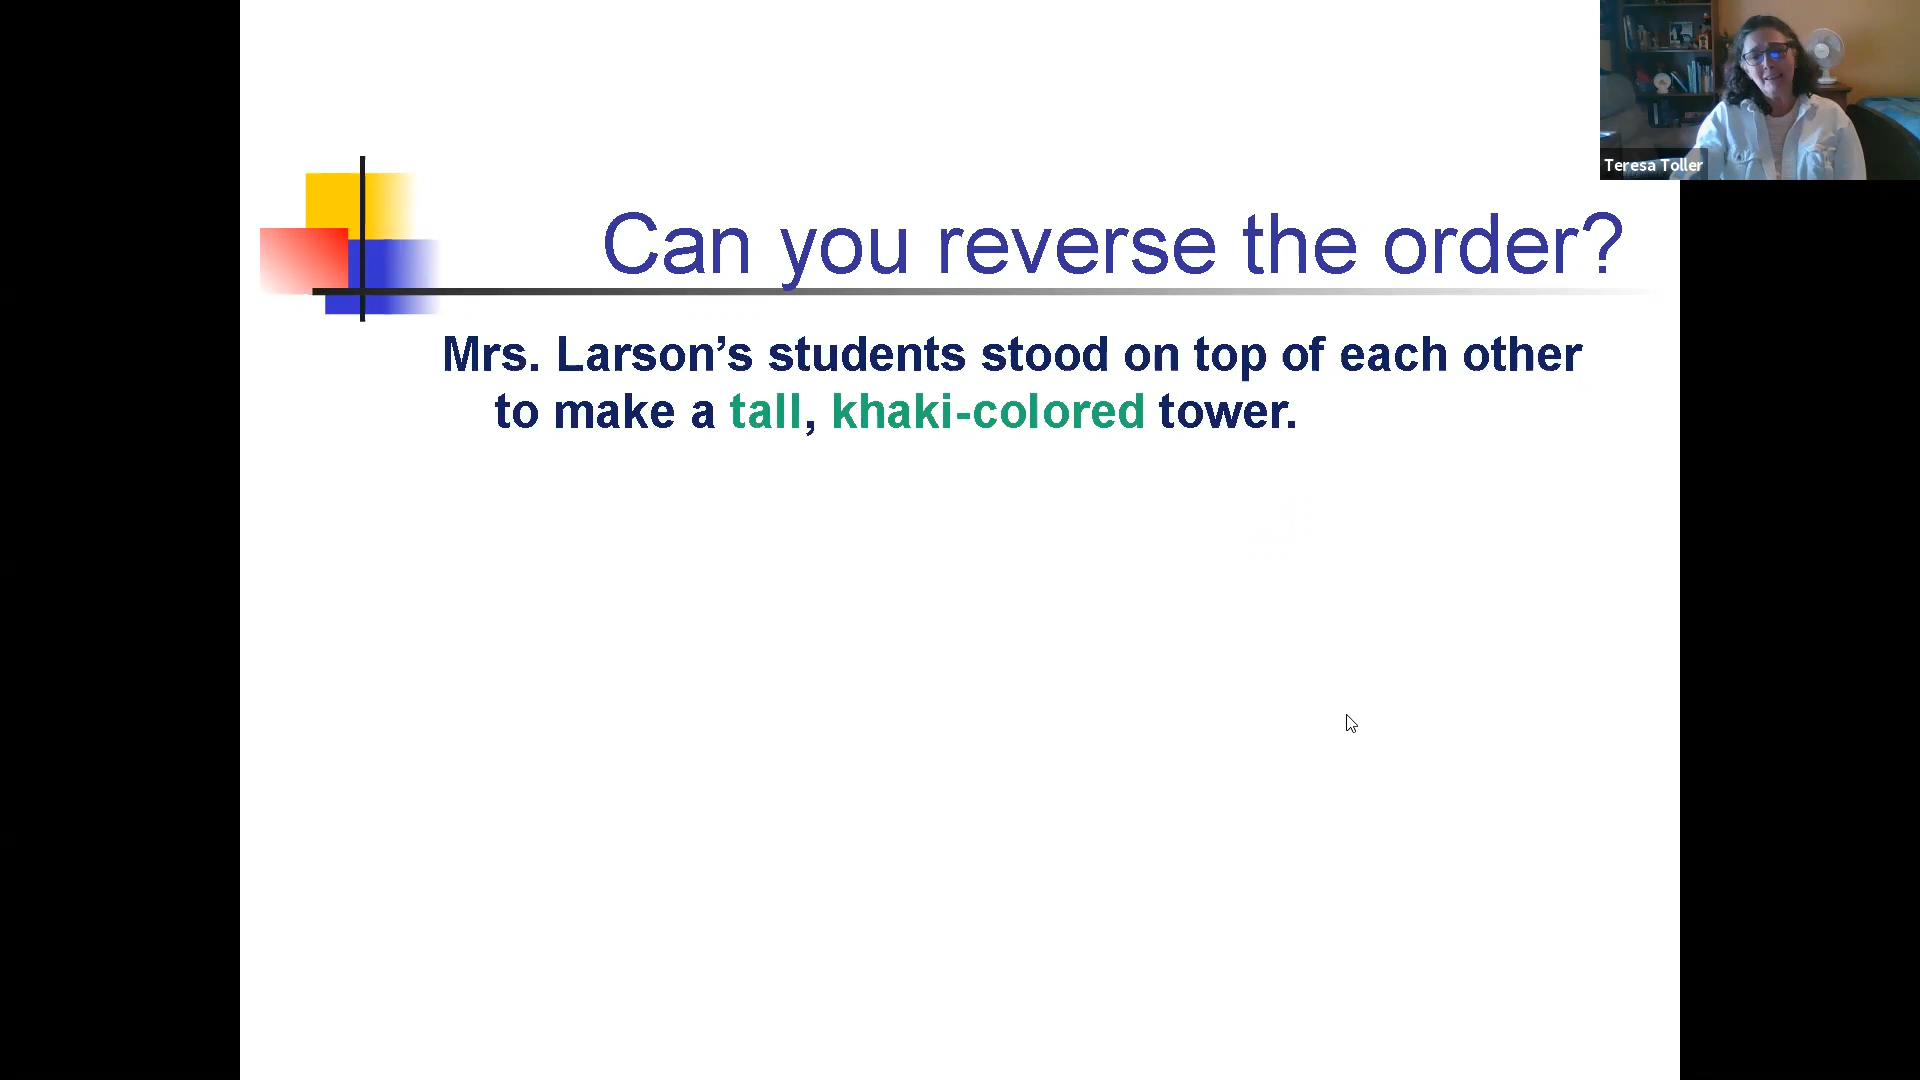 Teresa Toller
Can you reverse the order?
Mrs. Larson’s students stood on top of each other
to make a tall, khaki-colored tower.